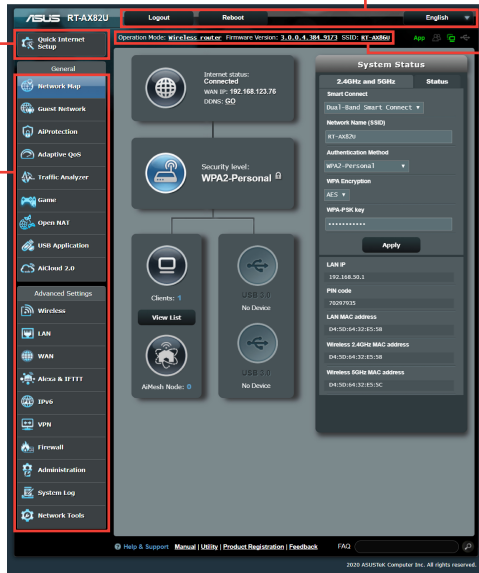 ASUS RT-AX82U
Logout Reboot English
Quick Internet
Setup
Operation Mode: Wireless router Firmware Version: 3.0.0.4.384_9173 SSID: RT-AX86U App
General
Network Map
Guest Network
AiProtection
Adaptive QoS
Traffic Analyzer
Game
Open NAT
USB Application
AiCloud 2.0
Advanced Settings
Wireless
LAN
WAN
Alexa & IFTTT
IPv6
VPN
Firewall
Administration
System Log
Network Tools
Internet status:
Connected
WAN IP: 192.168.123.76
DDNS: GO
Security level:
WPA2-Personal
Clients: 1
View List
AiMesh Node: 0
USB 3.0
No Device
USB 3.0
No Device
System Status
2.4GHz and 5GHz Status
Smart Connect
Dual-Band Smart Connect
Network Name (SSID)
RT-AX82U
Authentication Method
WPA2-Personal
WPA Encryption
AES
WPA-PSK key
Apply
LAN IP
192.168.50.1
PIN code
70297935
LAN MAC address
D4:5D:64:32:E5:58
Wireless 2.4GHz MAC address
D4:5D:64:32:E5:58
Wireless 5GHz MAC address
D4:5D:64:32:E5:5C
Help & Support Manual | Utility | Product Registration | Feedback FAQ
2020 ASUSTeK Computer Inc. All rights reserved.